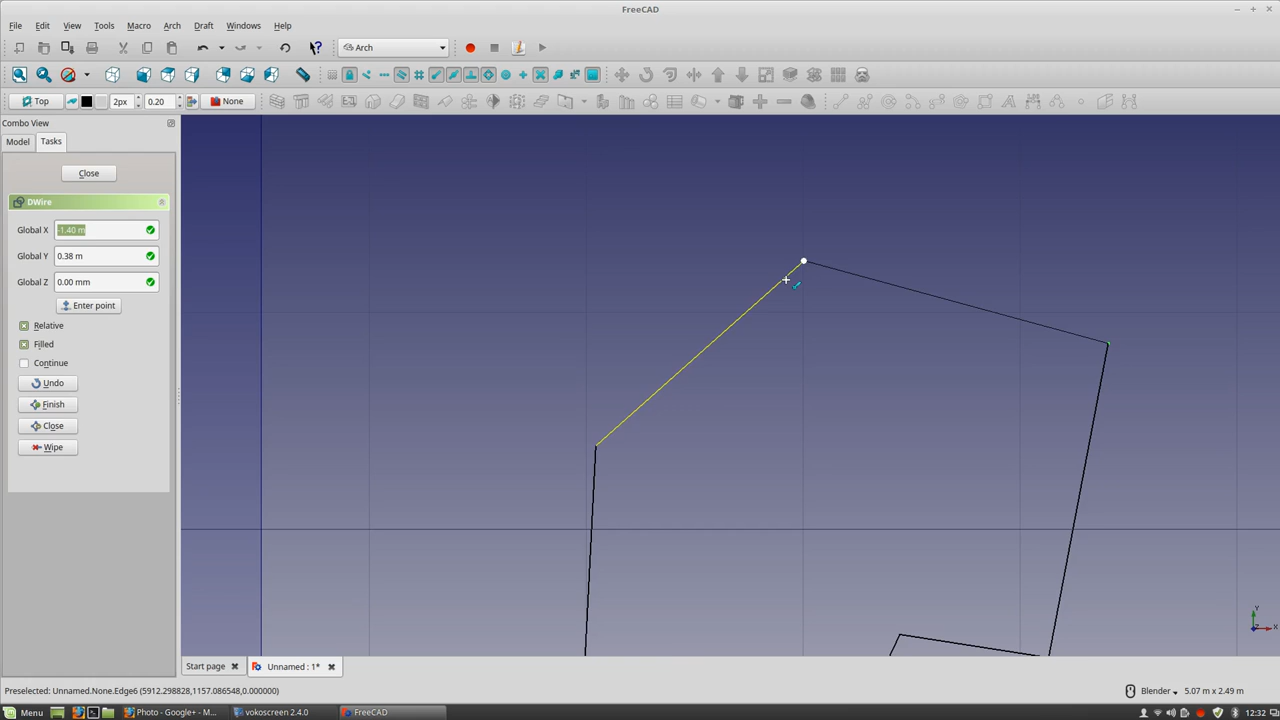 FreeCAD
File Edit View Tools Macro Arch Draft Windows Help
Arch
Top 2px 0.20 None
Combo View
Model Tasks
Close
DWire
Global X -1.40 m
Global Y 0.38 m
Global Z 0.00 mm
Enter point
Relative
Filled
Continue
Undo
Finish
Close
Wipe
Y
X
Start page Unnamed : 1*
Preselected: Unnamed.None.Edge6 (5912.298828,1157.086548,0.000000) Blender 5.07 m x 2.49 m
Menu Photo - Google+ - M... vokoscreen 2.4.0 FreeCAD 12:32